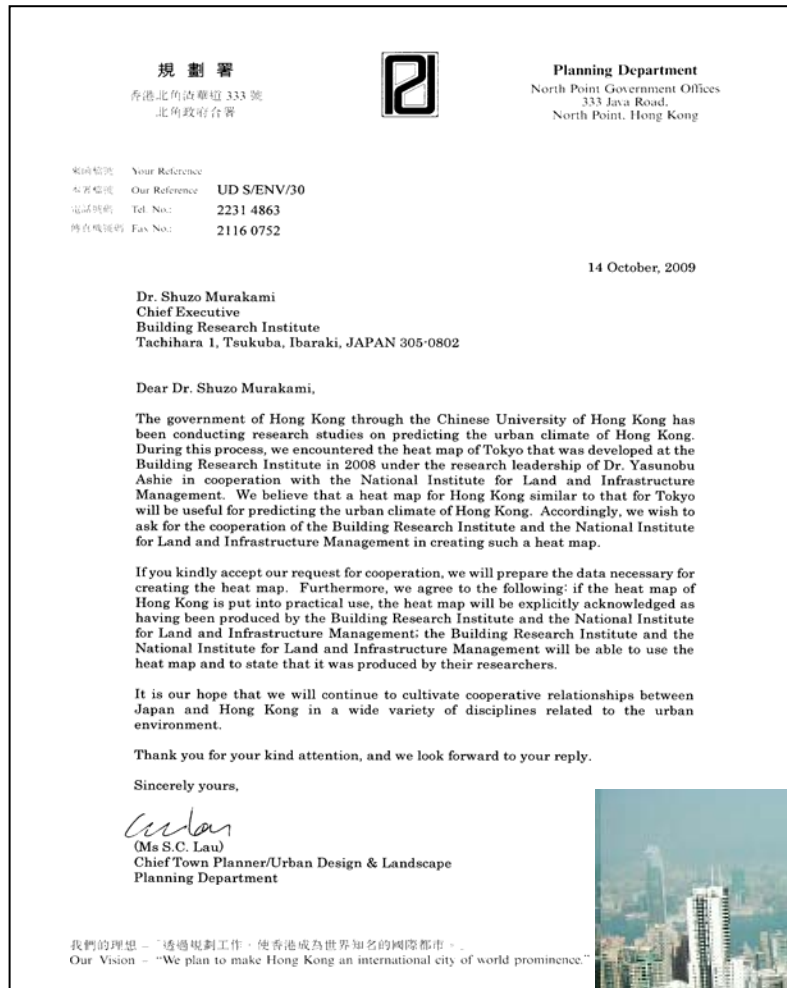 規劃署
香港北角渣華道 333 號
北角政府合署
Planning Department
North Point Government Offices
333 Java Road,
North Point, Hong Kong
來函檔號 Your Reference
本署檔號 Our Reference UD S/ENV/30
電話號碼 Tel. No.: 2231 4863
傳真機號碼 Fax No.: 2116 0752
14 October, 2009
Dr. Shuzo Murakami
Chief Executive
Building Research Institute
Tachihara 1, Tsukuba, Ibaraki, JAPAN 305-0802
Dear Dr. Shuzo Murakami,
The government of Hong Kong through the Chinese University of Hong Kong has
been conducting research studies on predicting the urban climate of Hong Kong.
During this process, we encountered the heat map of Tokyo that was developed at the
Building Research Institute in 2008 under the research leadership of Dr. Yasunobu
Ashie in cooperation with the National Institute for Land and Infrastructure
Management. We believe that a heat map for Hong Kong similar to that for Tokyo
will be useful for predicting the urban climate of Hong Kong. Accordingly, we wish to
ask for the cooperation of the Building Research Institute and the National Institute
for Land and Infrastructure Management in creating such a heat map.
If you kindly accept our request for cooperation, we will prepare the data necessary for
creating the heat map. Furthermore, we agree to the following: if the heat map of
Hong Kong is put into practical use, the heat map will be explicitly acknowledged as
having been produced by the Building Research Institute and the National Institute
for Land and Infrastructure Management; the Building Research Institute and the
National Institute for Land and Infrastructure Management will be able to use the
heat map and to state that it was produced by their researchers.
It is our hope that we will continue to cultivate cooperative relationships between
Japan and Hong Kong in a wide variety of disciplines related to the urban
environment.
Thank you for your kind attention, and we look forward to your reply.
Sincerely yours,
(Ms S.C. Lau)
Chief Town Planner/Urban Design & Landscape
Planning Department
我們的理想 – 「透過規劃工作，使香港成為世界知名的國際都市。」
Our Vision – "We plan to make Hong Kong an international city of world prominence."